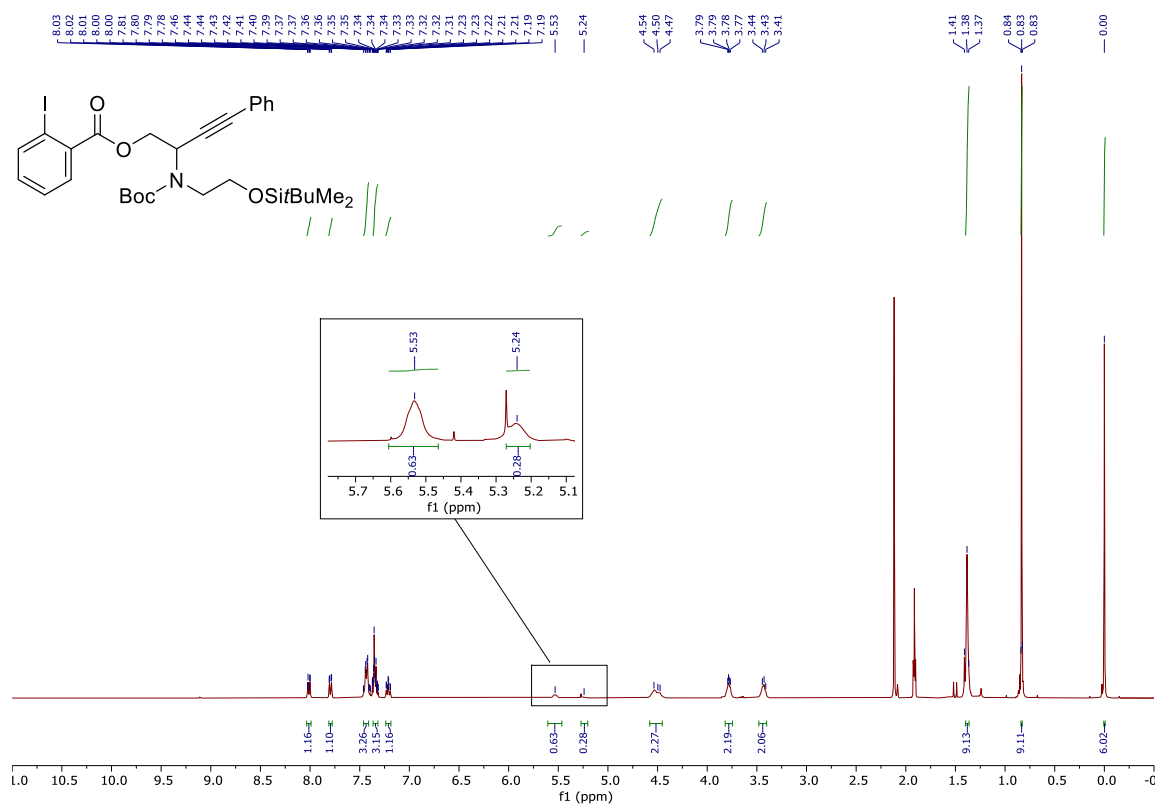 8.03 8.02 8.01 8.00 8.00 7.81 7.80 7.79 7.78 7.46 7.44 7.44 7.43 7.42 7.41 7.40 7.39 7.37 7.37 7.36 7.36 7.35 7.35 7.34 7.34 7.34 7.33 7.33 7.32 7.32 7.31 7.23 7.23 7.22 7.21 7.21 7.19 7.19 5.53 5.24 4.54 4.50 4.47 3.79 3.79 3.78 3.77 3.44 3.43 3.41 1.41 1.38 1.37 0.84 0.83 0.83 0.00
I O Ph
O
Boc N OSitBuMe2
5.53 5.24
0.63 0.28
5.7 5.6 5.5 5.4 5.3 5.2 5.1
f1 (ppm)
1.16 1.10 3.26 3.15 1.16 0.63 0.28 2.27 2.19 2.06 9.13 9.11 6.02
1.0 10.5 10.0 9.5 9.0 8.5 8.0 7.5 7.0 6.5 6.0 5.5 5.0 4.5 4.0 3.5 3.0 2.5 2.0 1.5 1.0 0.5 0.0 -0
f1 (ppm)